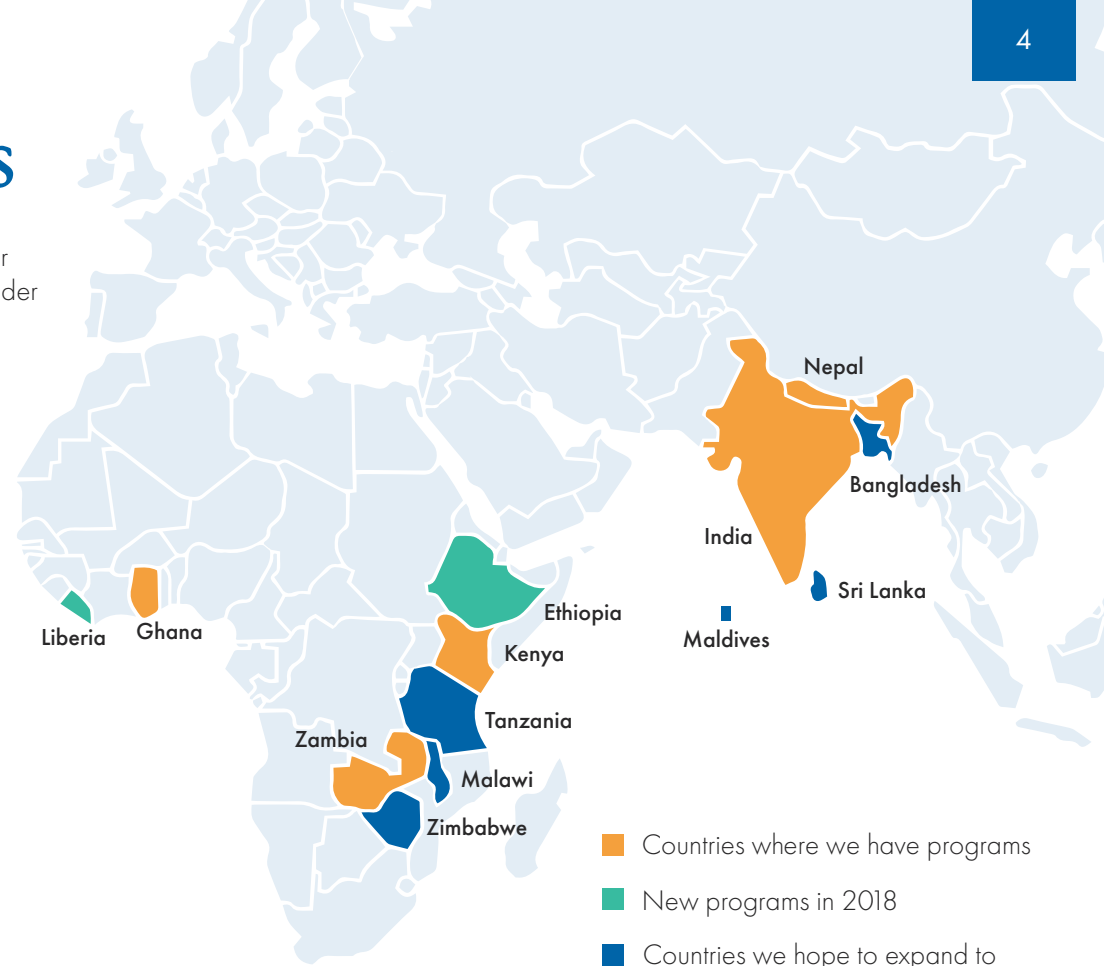 4
s
r
der
Nepal
Bangladesh
India
Sri Lanka
Maldives
Ethiopia
Liberia
Ghana
Kenya
Tanzania
Zambia
Malawi
Zimbabwe
Countries where we have programs
New programs in 2018
Countries we hope to expand to